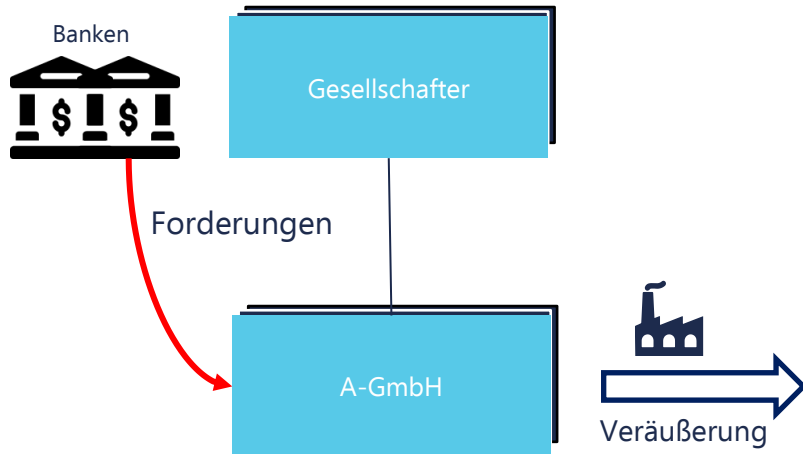 Banken
Gesellschafter
$ $
Forderungen
A-GmbH
Veräußerung